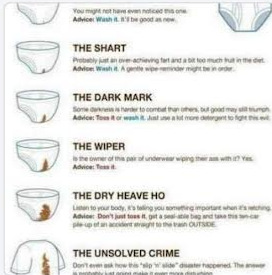 You might not have even noticed this one.
Advice: Wash it. It'll be good as new.
THE SHART
Probably just an over-achieving fart and a bit too much fruit in the diet.
Advice: Wash it. A gentle wipe-reminder might be in order.
THE DARK MARK
Some darkness is harder to combat than others, but good may still triumph.
Advice: Toss it or wash it. Just use a lot more detergent to fight this evil.
THE WIPER
Is the owner of this pair of underwear wiping their ass with it? Yes.
Advice: Toss it.
THE DRY HEAVE HO
Listen to your body, it's telling you something important when it's retching.
Advice: Don't just toss it, get a seal-able bag and take this ten-car
pile-up of an accident straight to the trash OUTSIDE.
THE UNSOLVED CRIME
Don't even ask how this "slip 'n' slide" disaster happened. The answer
is probably just going make it even more disturbing.